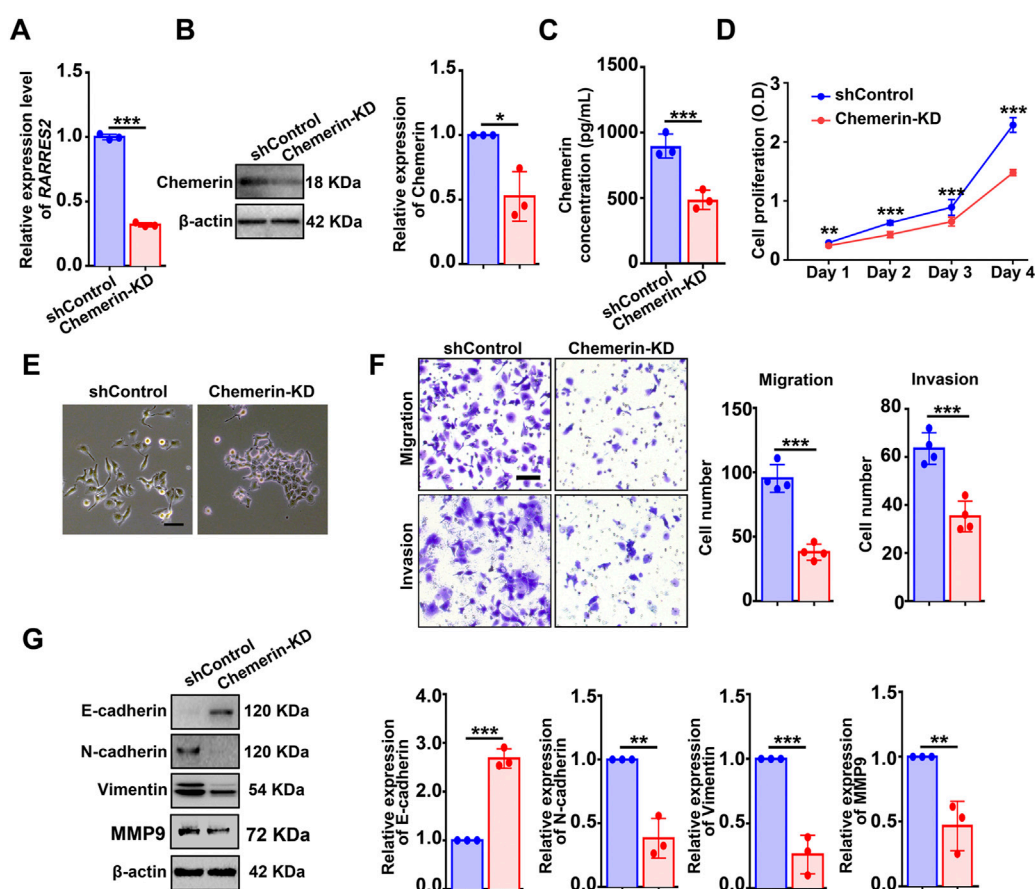 A
Relative expression level
of RARRES2
1.5
1.0
0.5
0.0
***
shControl
Chemerin-KD
B
shControl
Chemerin-KD
Chemerin
18 KDa
β-actin
42 KDa
Relative expression
of Chemerin
1.5
1.0
0.5
0.0
*
C
Chemerin
concentration (pg/mL)
1500
1000
500
0
***
shControl
Chemerin-KD
D
Cell proliferation (O.D)
3
2
1
0
shControl
Chemerin-KD
**
***
***
***
Day 1
Day 2
Day 3
Day 4
E
shControl
Chemerin-KD
F
shControl
Chemerin-KD
Migration
Invasion
Migration
Cell number
150
100
50
0
***
Invasion
Cell number
80
60
40
20
0
***
G
shControl
Chemerin-KD
E-cadherin
120 KDa
N-cadherin
120 KDa
Vimentin
54 KDa
MMP9
72 KDa
β-actin
42 KDa
Relative expression
of E-cadherin
4.0
3.0
2.0
1.0
0.0
***
Relative expression
of N-cadherin
1.5
1.0
0.5
0.0
**
Relative expression
of Vimentin
1.5
1.0
0.5
0.0
***
Relative expression
of MMP9
1.5
1.0
0.5
0.0
**